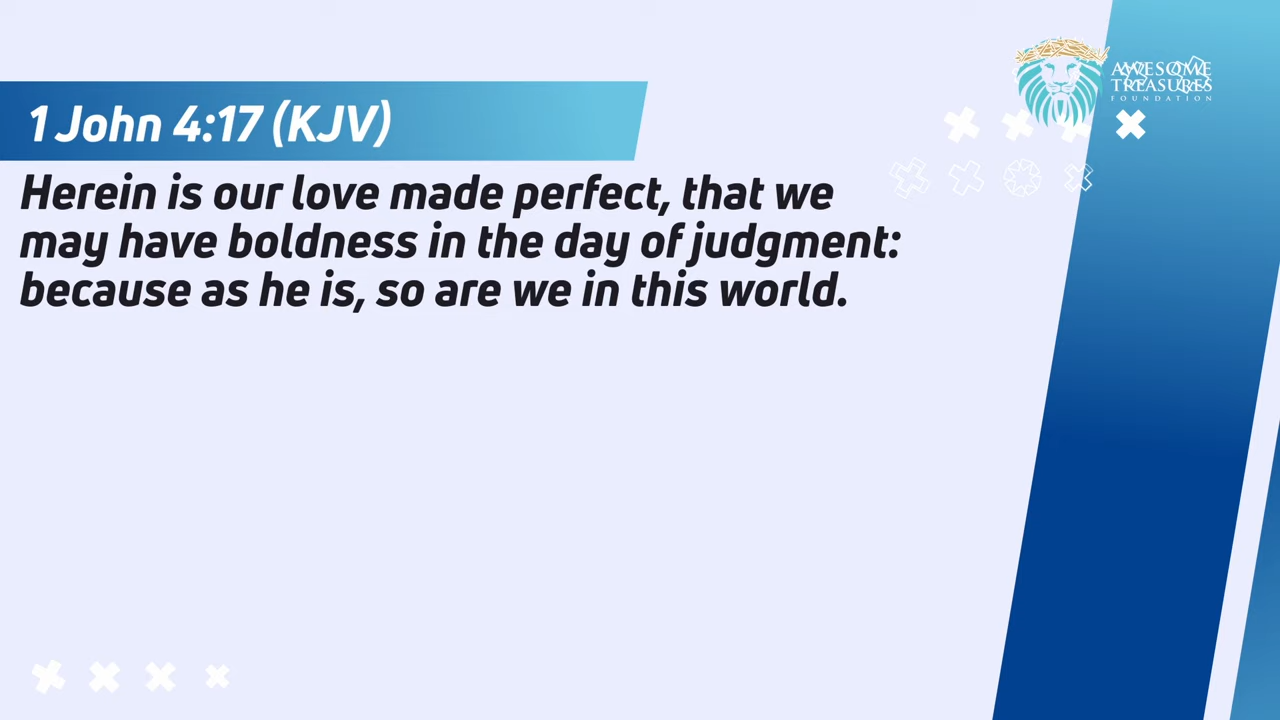 AWESOME
TREASURES
FOUNDATION
1 John 4:17 (KJV)
Herein is our love made perfect, that we
may have boldness in the day of judgment:
because as he is, so are we in this world.